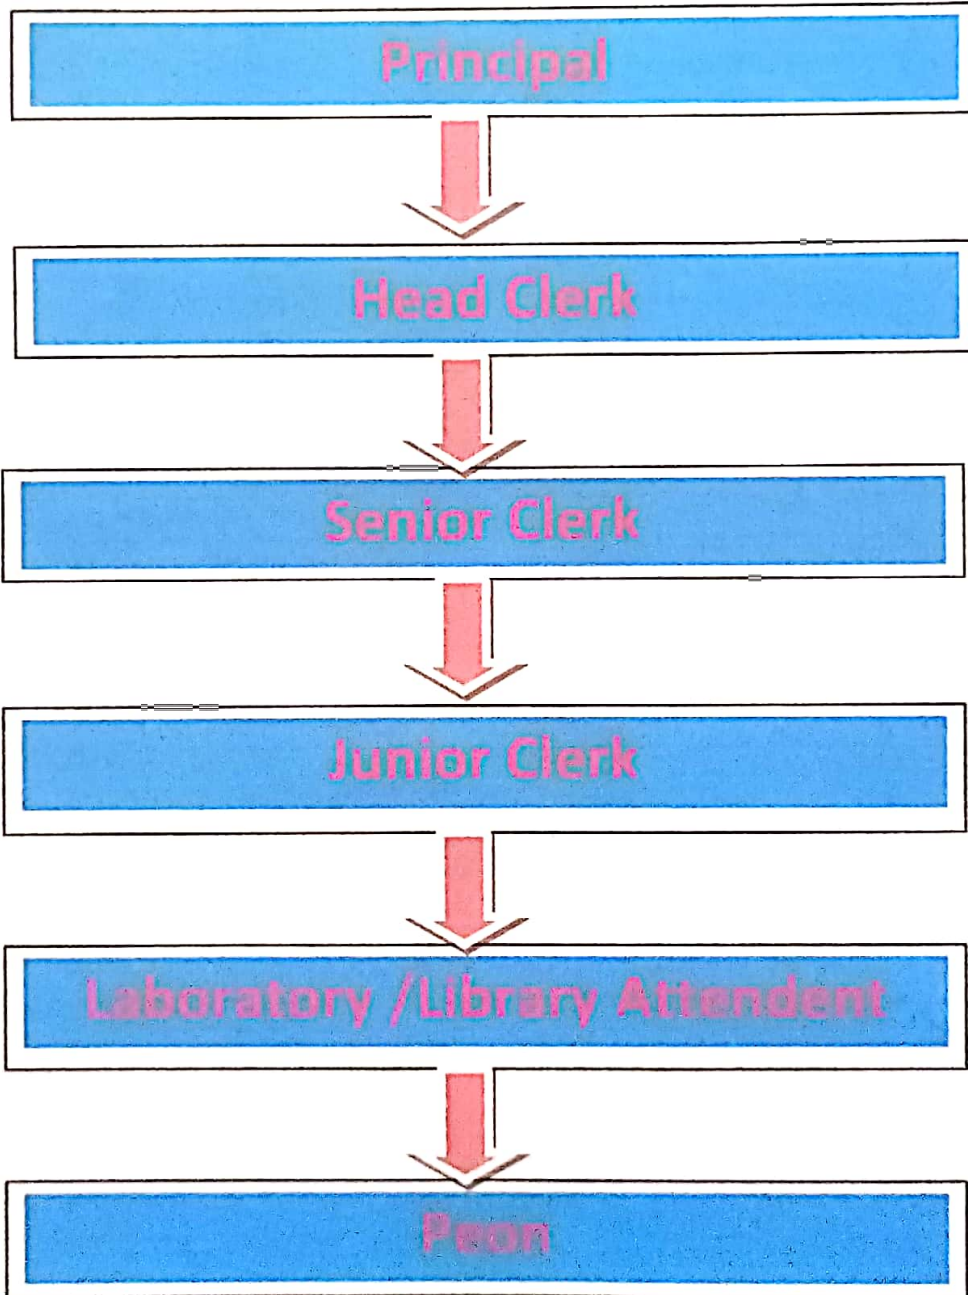 Principal
Head Clerk
Senior Clerk
Junior Clerk
Laboratory /Library Attendent
Peon